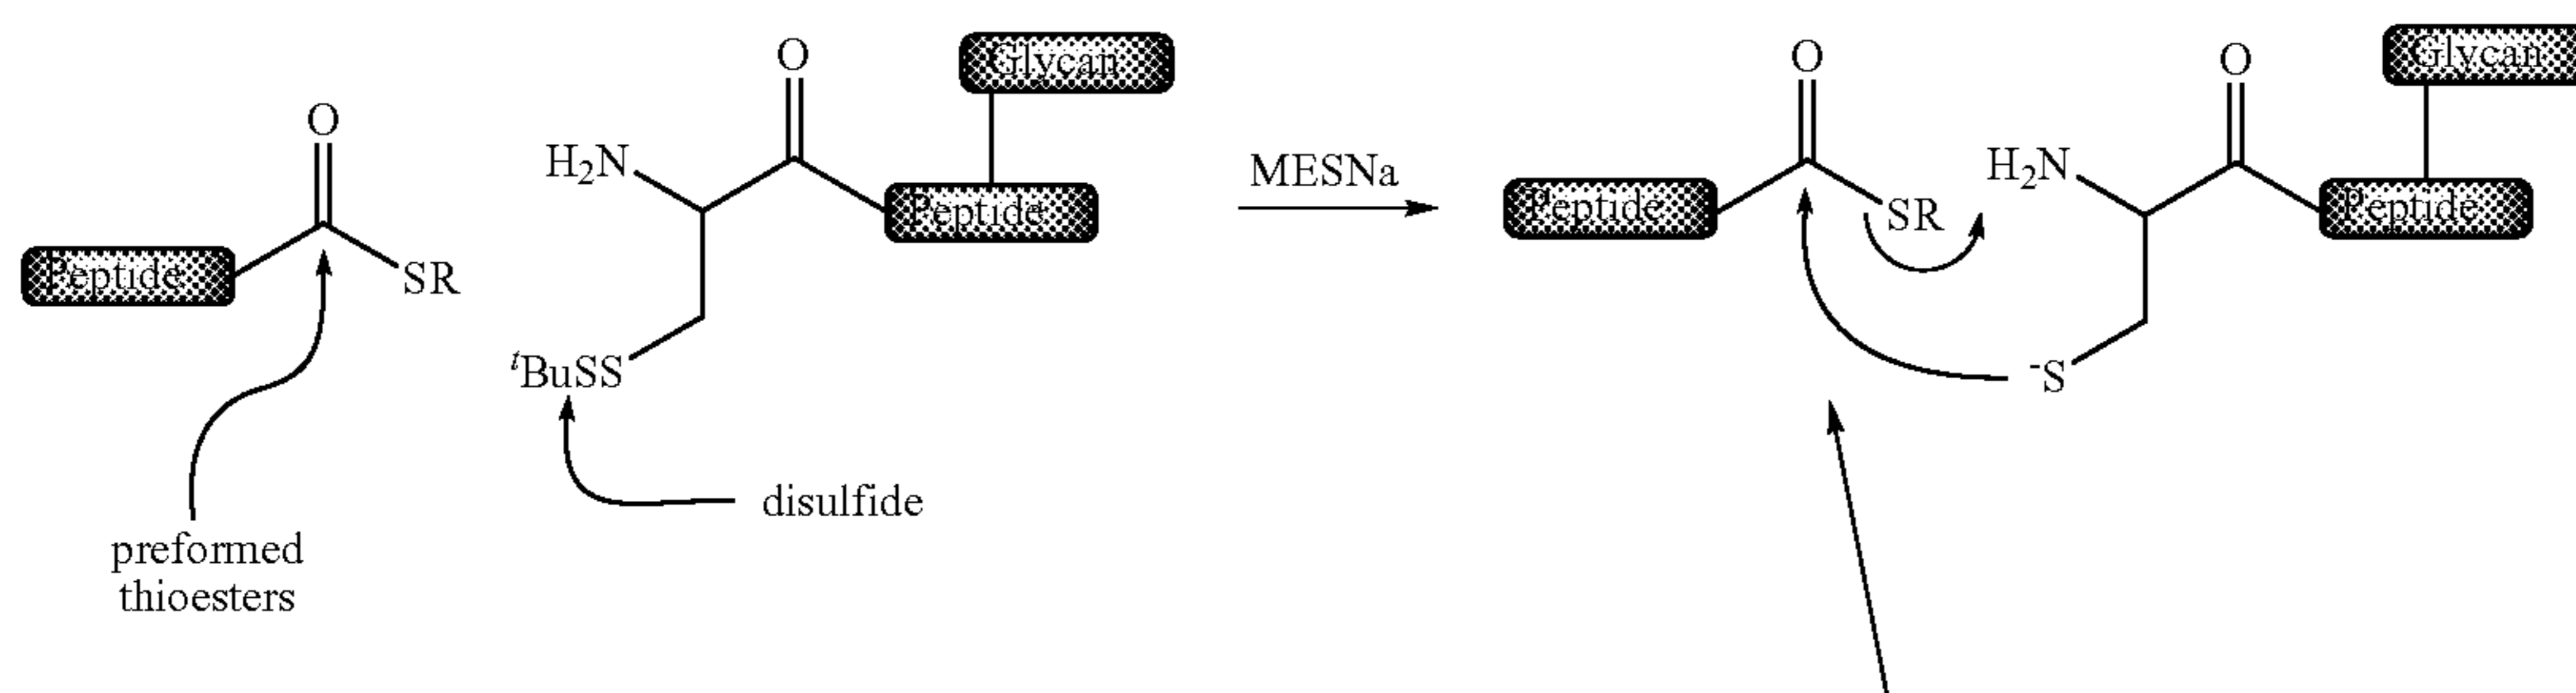 O
Peptide
SR
preformed
thioesters
O
H₂N
Glycan
Peptide
ᵗBuSS
disulfide
MESNa
O
Peptide
SR
O
H₂N
Glycan
Peptide
⁻S